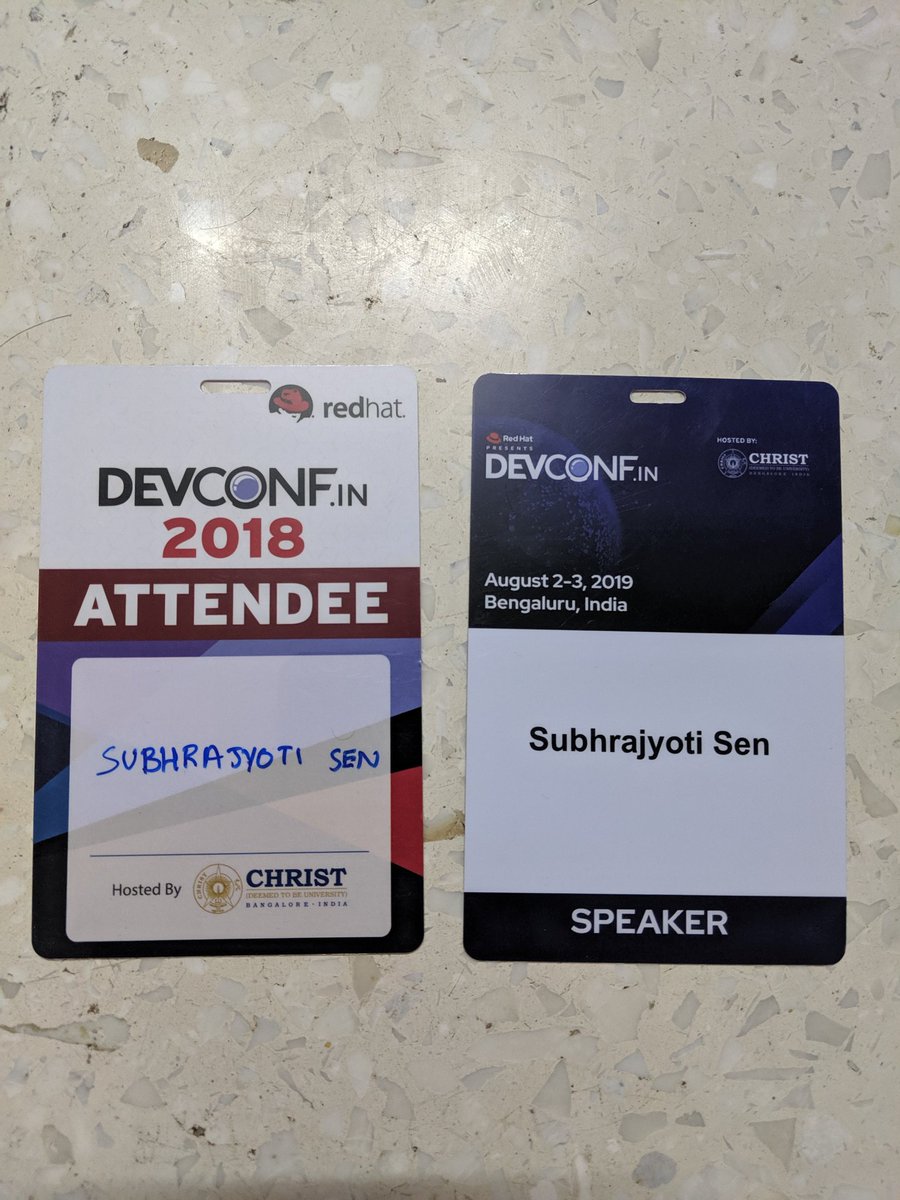 redhat.
DEVCONF.IN
2018
ATTENDEE
SUBHRAJYOTI SEN
Hosted By
CHRIST
(DEEMED TO BE UNIVERSITY)
BANGALORE · INDIA
Red Hat
PRESENTS
DEVCONF.IN
HOSTED BY:
CHRIST
(DEEMED TO BE UNIVERSITY)
BANGALORE · INDIA
August 2-3, 2019
Bengaluru, India
Subhrajyoti Sen
SPEAKER